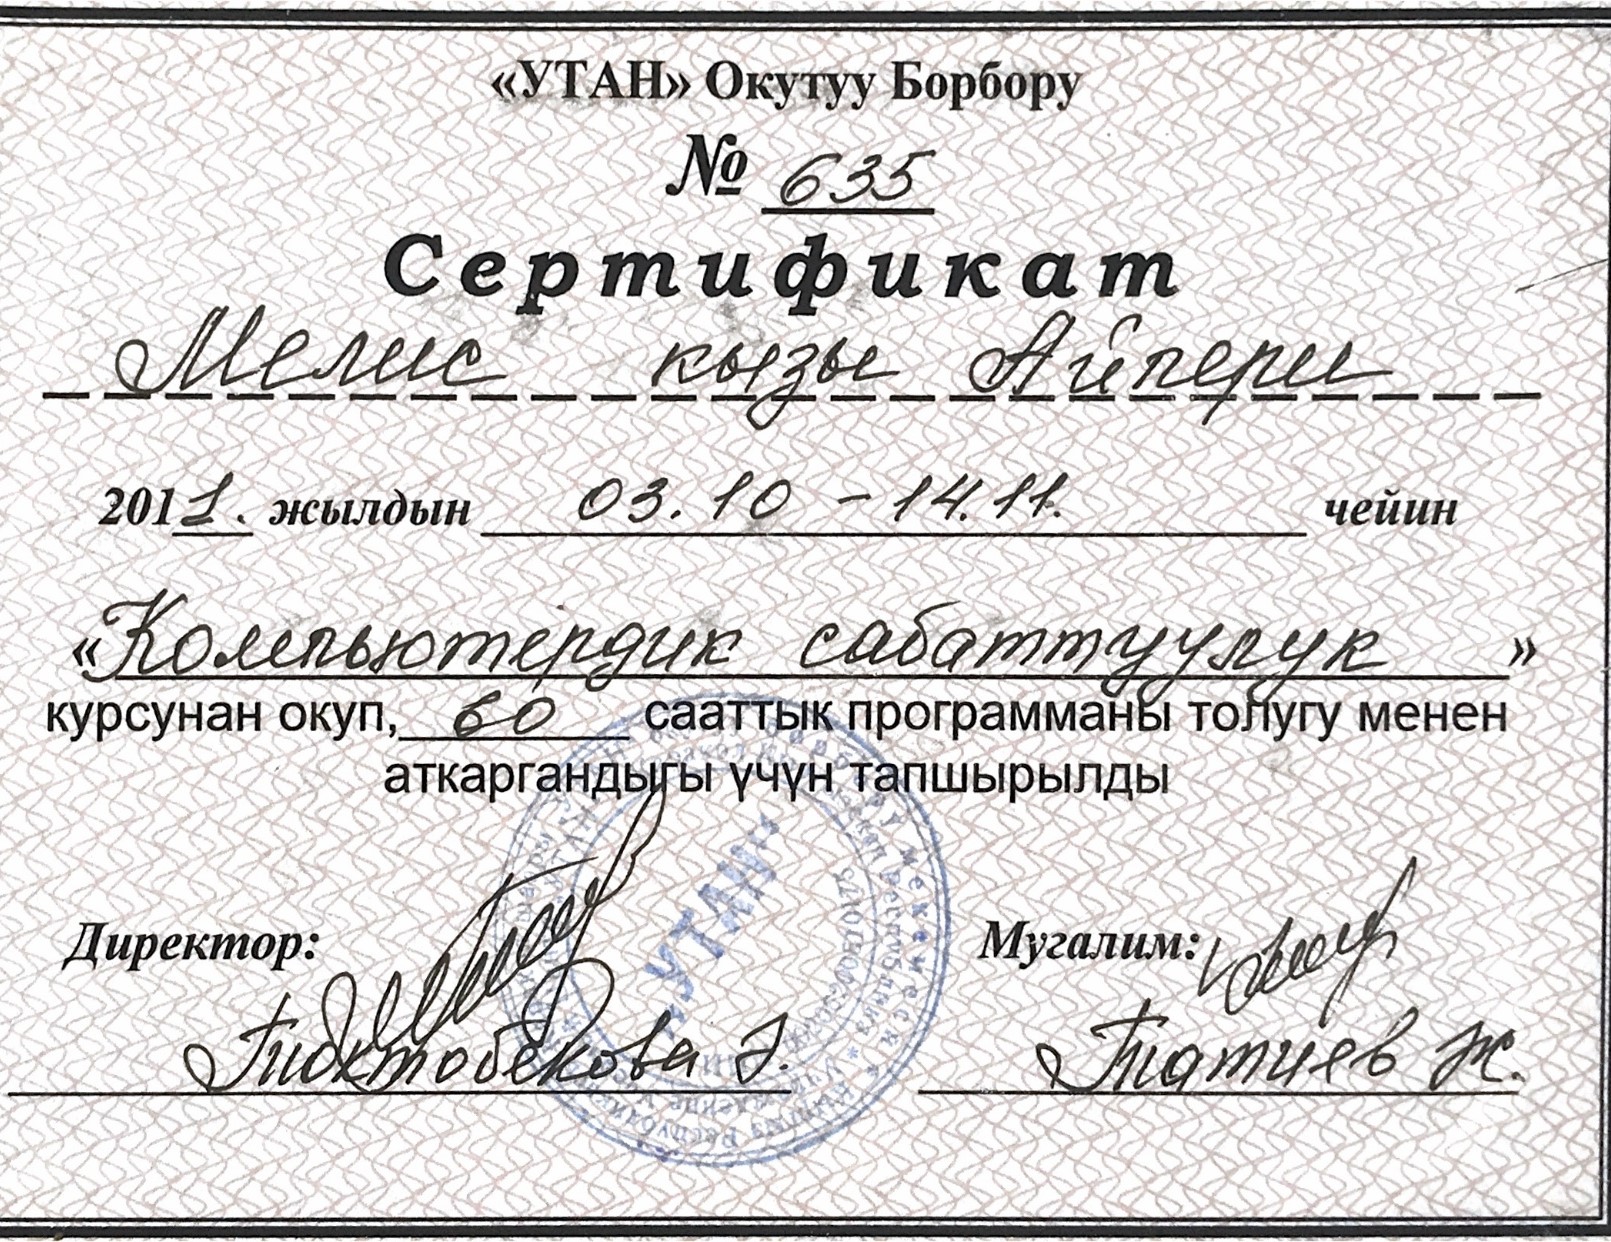 «УТАН» Окутуу Борбору
№ 635
Сертификат
Мелис кызы Айпери
2011. жылдын 03.10 – 14.11. чейин
«Компьютердик сабаттуулук»
курсунан окуп, 60 сааттык программаны толугу менен
аткаргандыгы үчүн тапшырылды
Директор:
Мугалим:
Токтобекова Э.
Татиев Ж.
«УТАН»